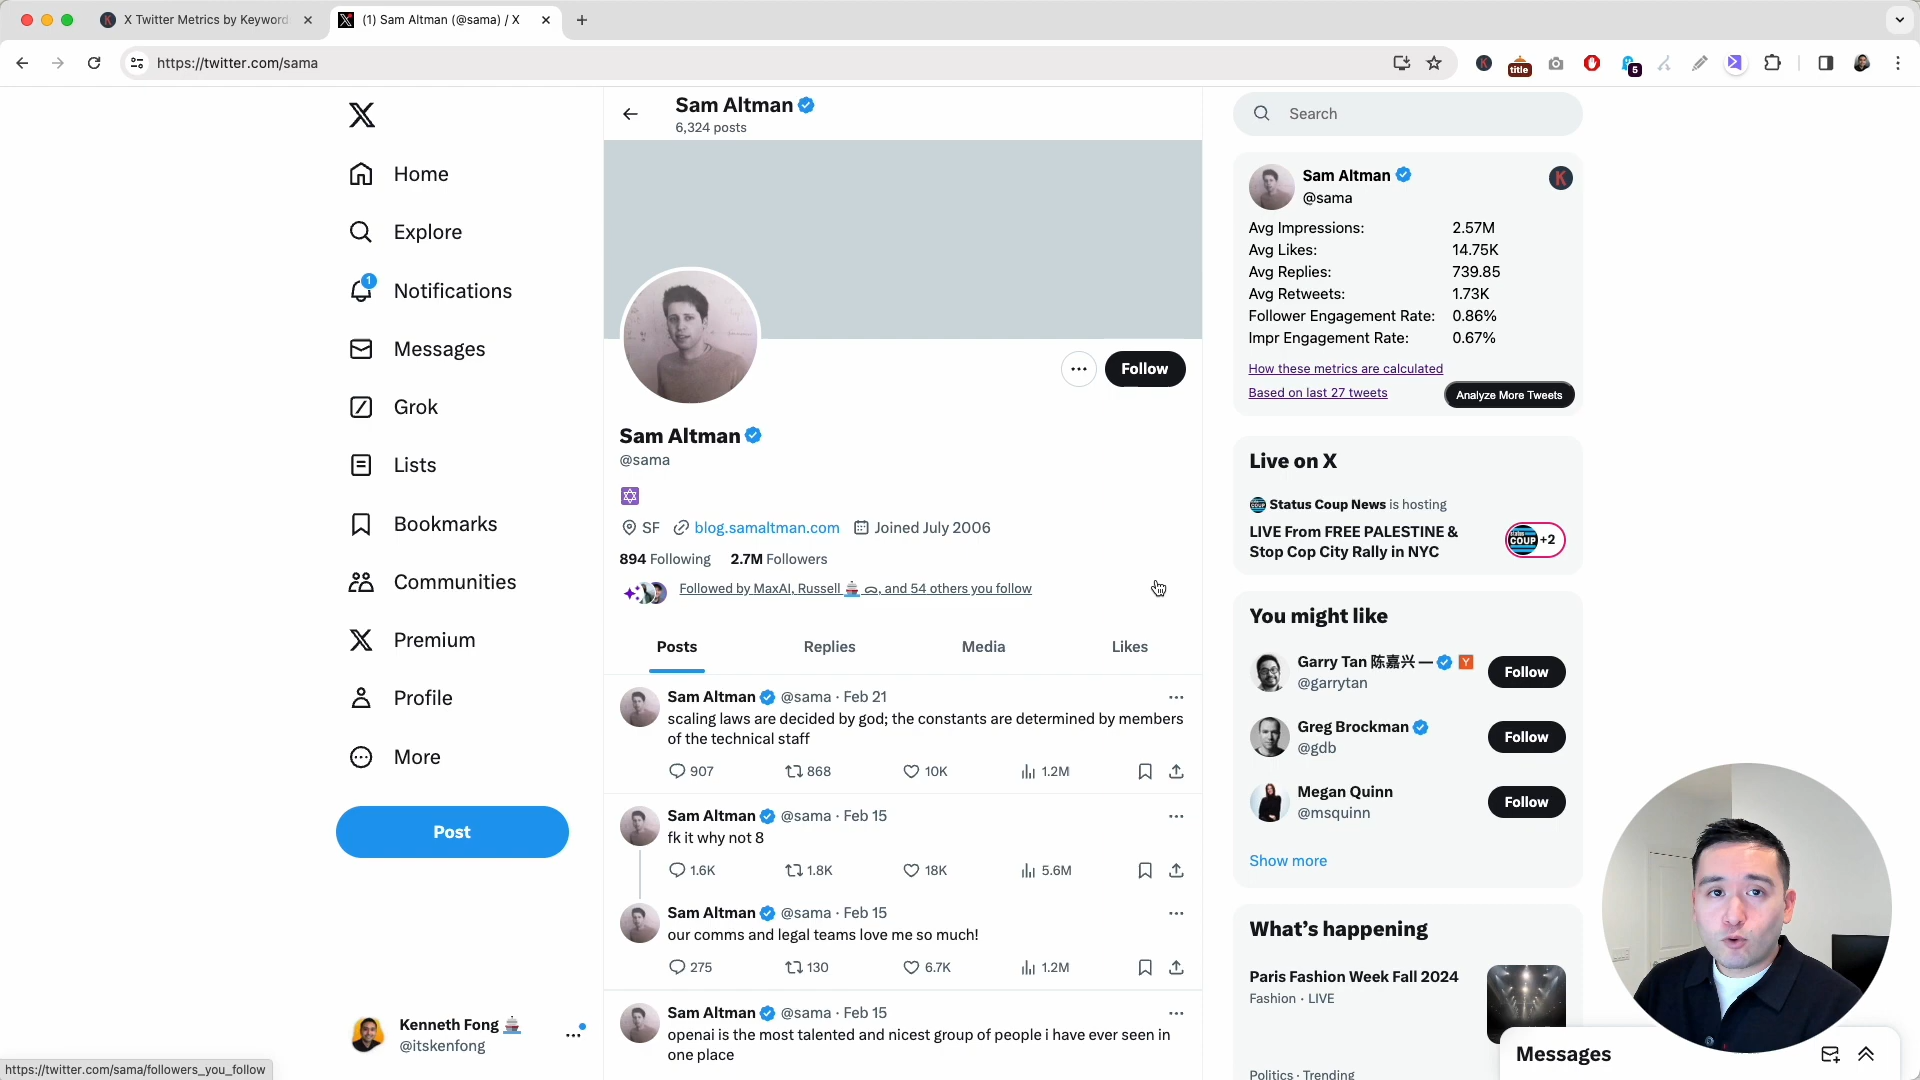 X Twitter Metrics by Keyword
(1) Sam Altman (@sama) / X
https://twitter.com/sama
title
5
Home
Explore
1
Notifications
Messages
Grok
Lists
Bookmarks
Communities
Premium
Profile
More
Post
Kenneth Fong
@itskenfong
https://twitter.com/sama/followers_you_follow
Sam Altman
6,324 posts
Follow
Sam Altman
@sama
SF blog.samaltman.com Joined July 2006
894 Following 2.7M Followers
Followed by MaxAI, Russell 🚢 , and 54 others you follow
Posts Replies Media Likes
Sam Altman @sama · Feb 21
scaling laws are decided by god; the constants are determined by members
of the technical staff
907 868 10K 1.2M
Sam Altman @sama · Feb 15
fk it why not 8
1.6K 1.8K 18K 5.6M
Sam Altman @sama · Feb 15
our comms and legal teams love me so much!
275 130 6.7K 1.2M
Sam Altman @sama · Feb 15
openai is the most talented and nicest group of people i have ever seen in
one place
Search
Sam Altman
K
@sama
Avg Impressions: 2.57M
Avg Likes: 14.75K
Avg Replies: 739.85
Avg Retweets: 1.73K
Follower Engagement Rate: 0.86%
Impr Engagement Rate: 0.67%
How these metrics are calculated
Based on last 27 tweets
Analyze More Tweets
Live on X
Status Coup News is hosting
LIVE From FREE PALESTINE &
Stop Cop City Rally in NYC
STATUS COUP +2
You might like
Garry Tan 陈嘉兴 — Y
@garrytan
Follow
Greg Brockman
@gdb
Follow
Megan Quinn
@msquinn
Follow
Show more
What's happening
Paris Fashion Week Fall 2024
Fashion · LIVE
Politics · Trending
Messages